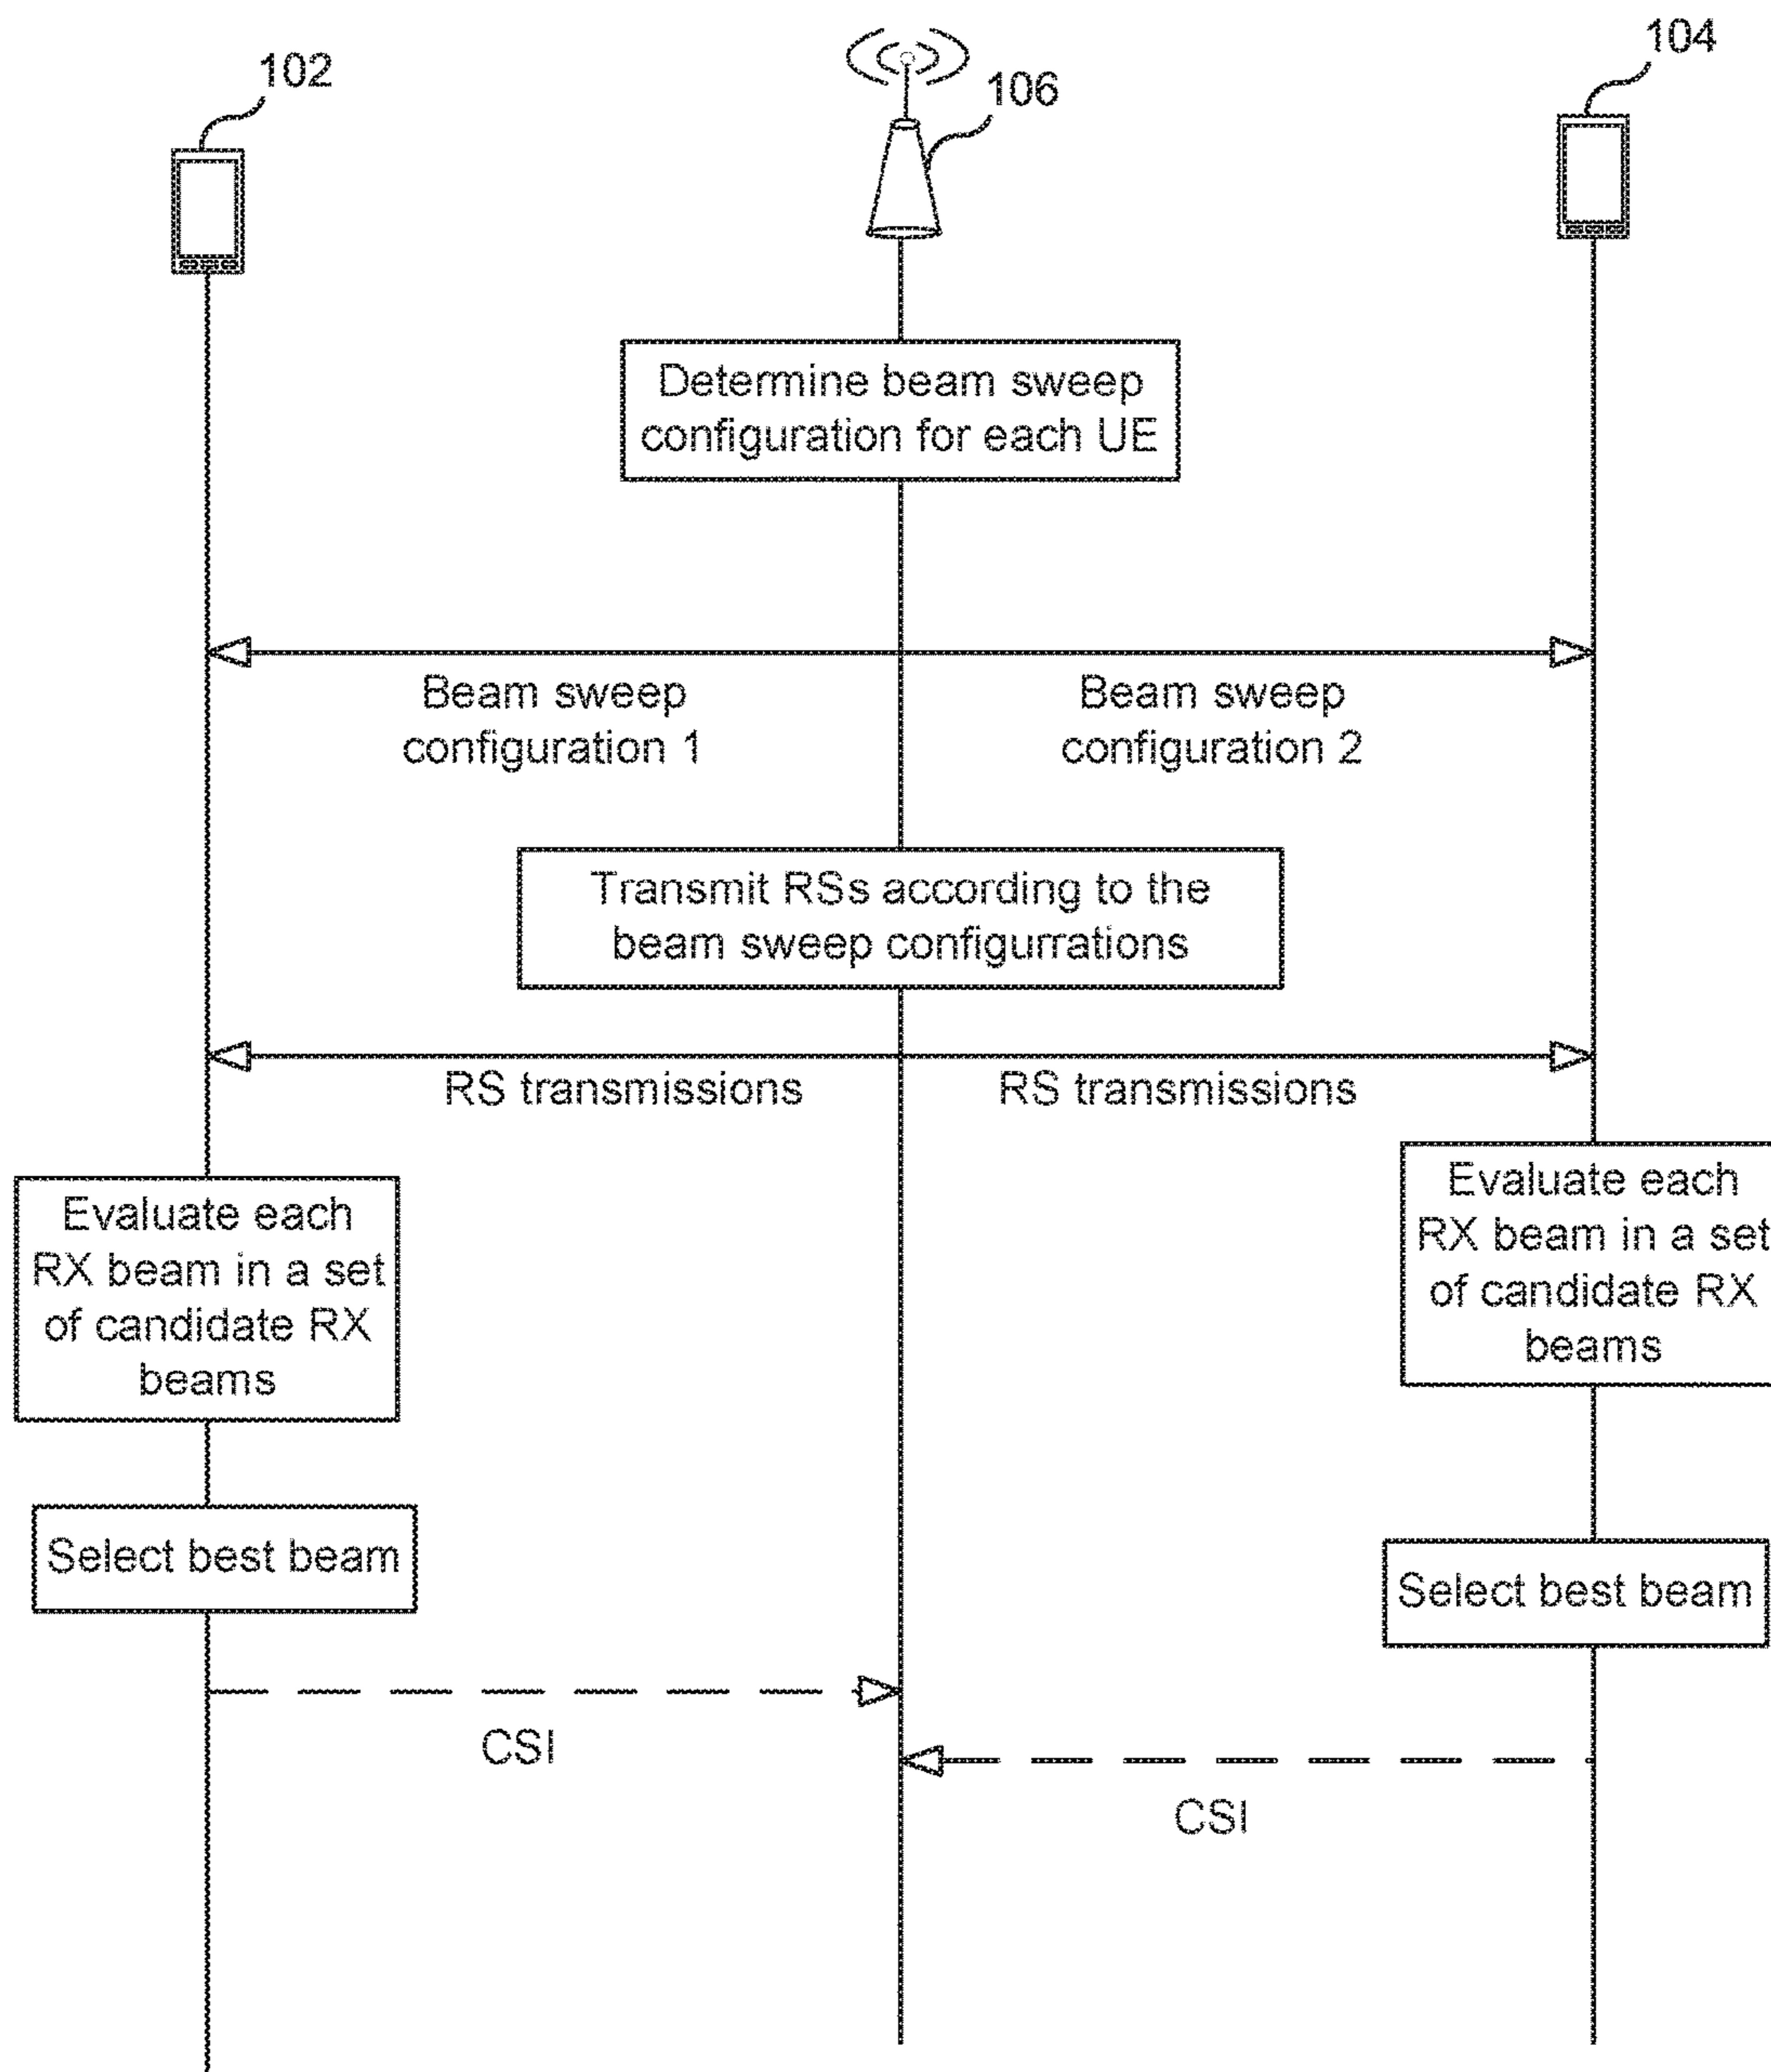 102
106
104
Determine beam sweep
configuration for each UE
Beam sweep
configuration 1
Beam sweep
configuration 2
Transmit RSs according to the
beam sweep configurrations
RS transmissions
RS transmissions
Evaluate each
RX beam in a set
of candidate RX
beams
Evaluate each
RX beam in a set
of candidate RX
beams
Select best beam
Select best beam
CSI
CSI